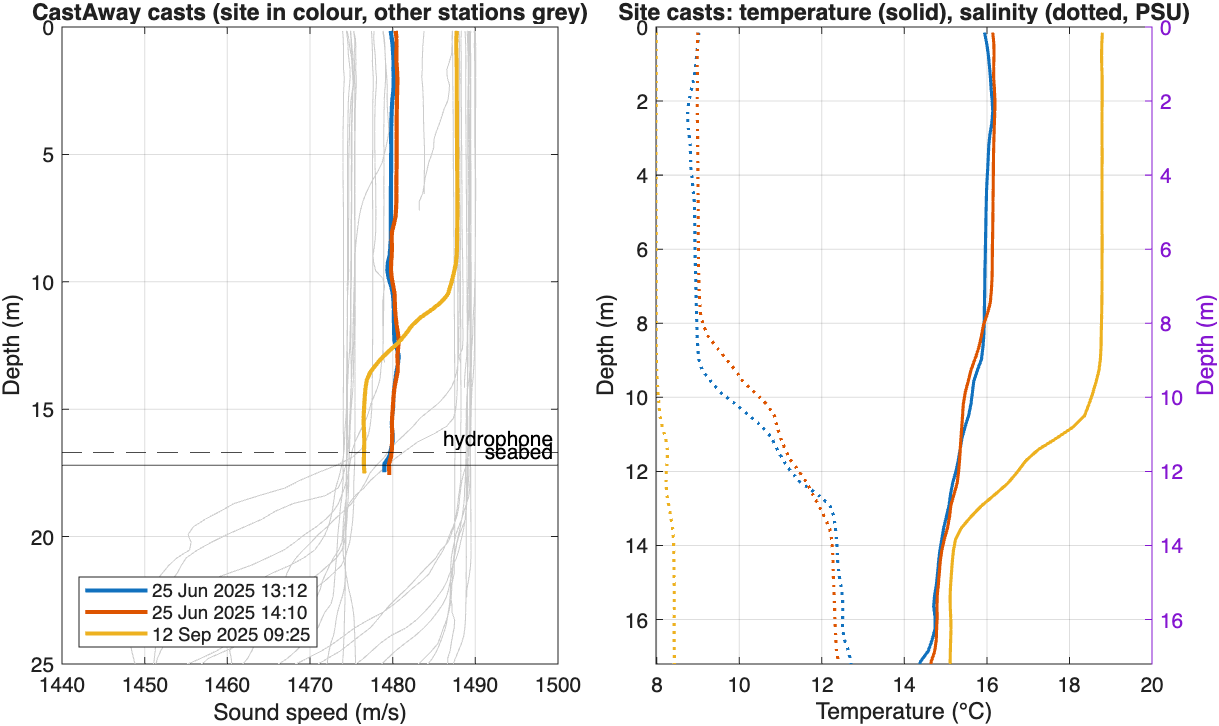 CastAway casts (site in colour, other stations grey)
0
5
10
15
20
25
Depth (m)
hydrophone
seabed
25 Jun 2025 13:12
25 Jun 2025 14:10
12 Sep 2025 09:25
1440 1450 1460 1470 1480 1490 1500
Sound speed (m/s)
Site casts: temperature (solid), salinity (dotted, PSU)
0
2
4
6
8
10
12
14
16
Depth (m)
0
2
4
6
8
10
12
14
16
Depth (m)
8 10 12 14 16 18 20
Temperature (°C)